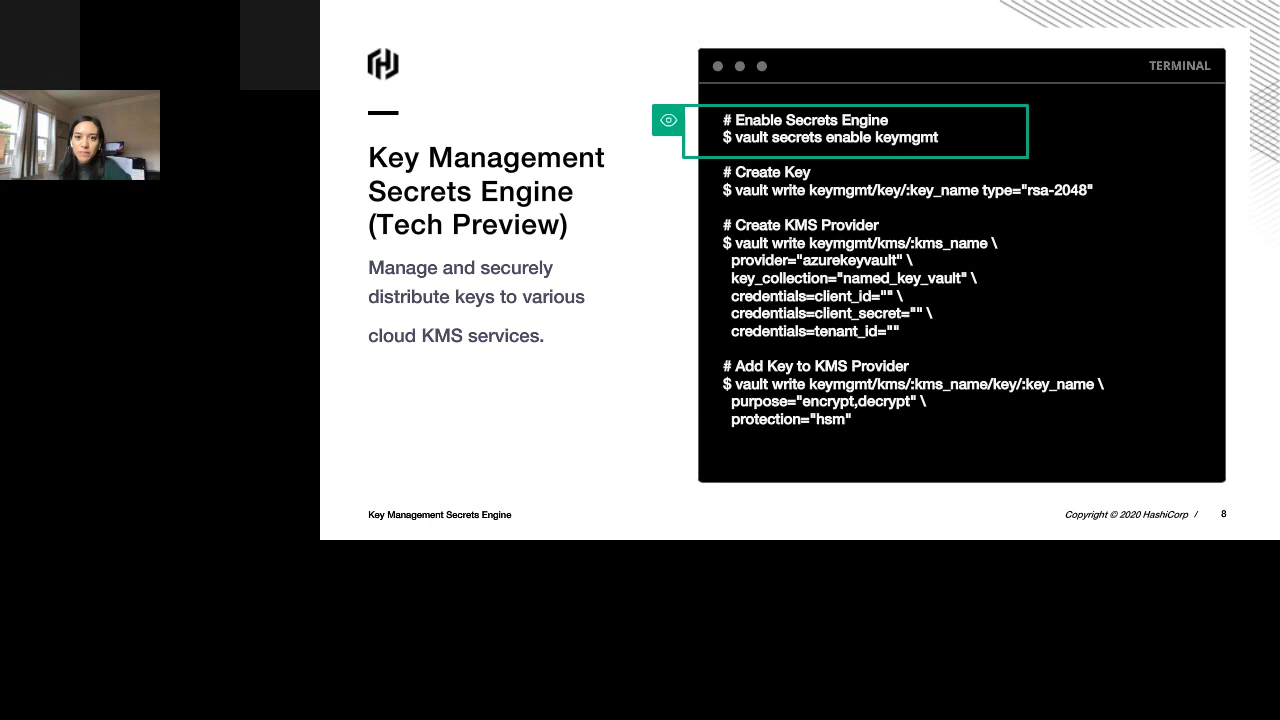 TERMINAL
# Enable Secrets Engine
$ vault secrets enable keymgmt
# Create Key
$ vault write keymgmt/key/:key_name type="rsa-2048"
# Create KMS Provider
$ vault write keymgmt/kms/:kms_name \
provider="azurekeyvault" \
key_collection="named_key_vault" \
credentials=client_id="" \
credentials=client_secret="" \
credentials=tenant_id=""
# Add Key to KMS Provider
$ vault write keymgmt/kms/:kms_name/key/:key_name \
purpose="encrypt,decrypt" \
protection="hsm"
Key Management
Secrets Engine
(Tech Preview)
Manage and securely
distribute keys to various
cloud KMS services.
Key Management Secrets Engine
Copyright © 2020 HashiCorp /
8